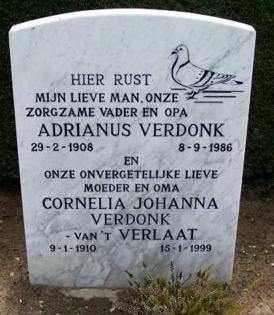 HIER RUST
MIJN LIEVE MAN, ONZE
ZORGZAME VADER EN OPA
ADRIANUS VERDONK
29-2-1908 8-9-1986
EN
ONZE ONVERGETELIJKE LIEVE
MOEDER EN OMA
CORNELIA JOHANNA
VERDONK
- VAN'T VERLAAT
9-1-1910 15-1-1999